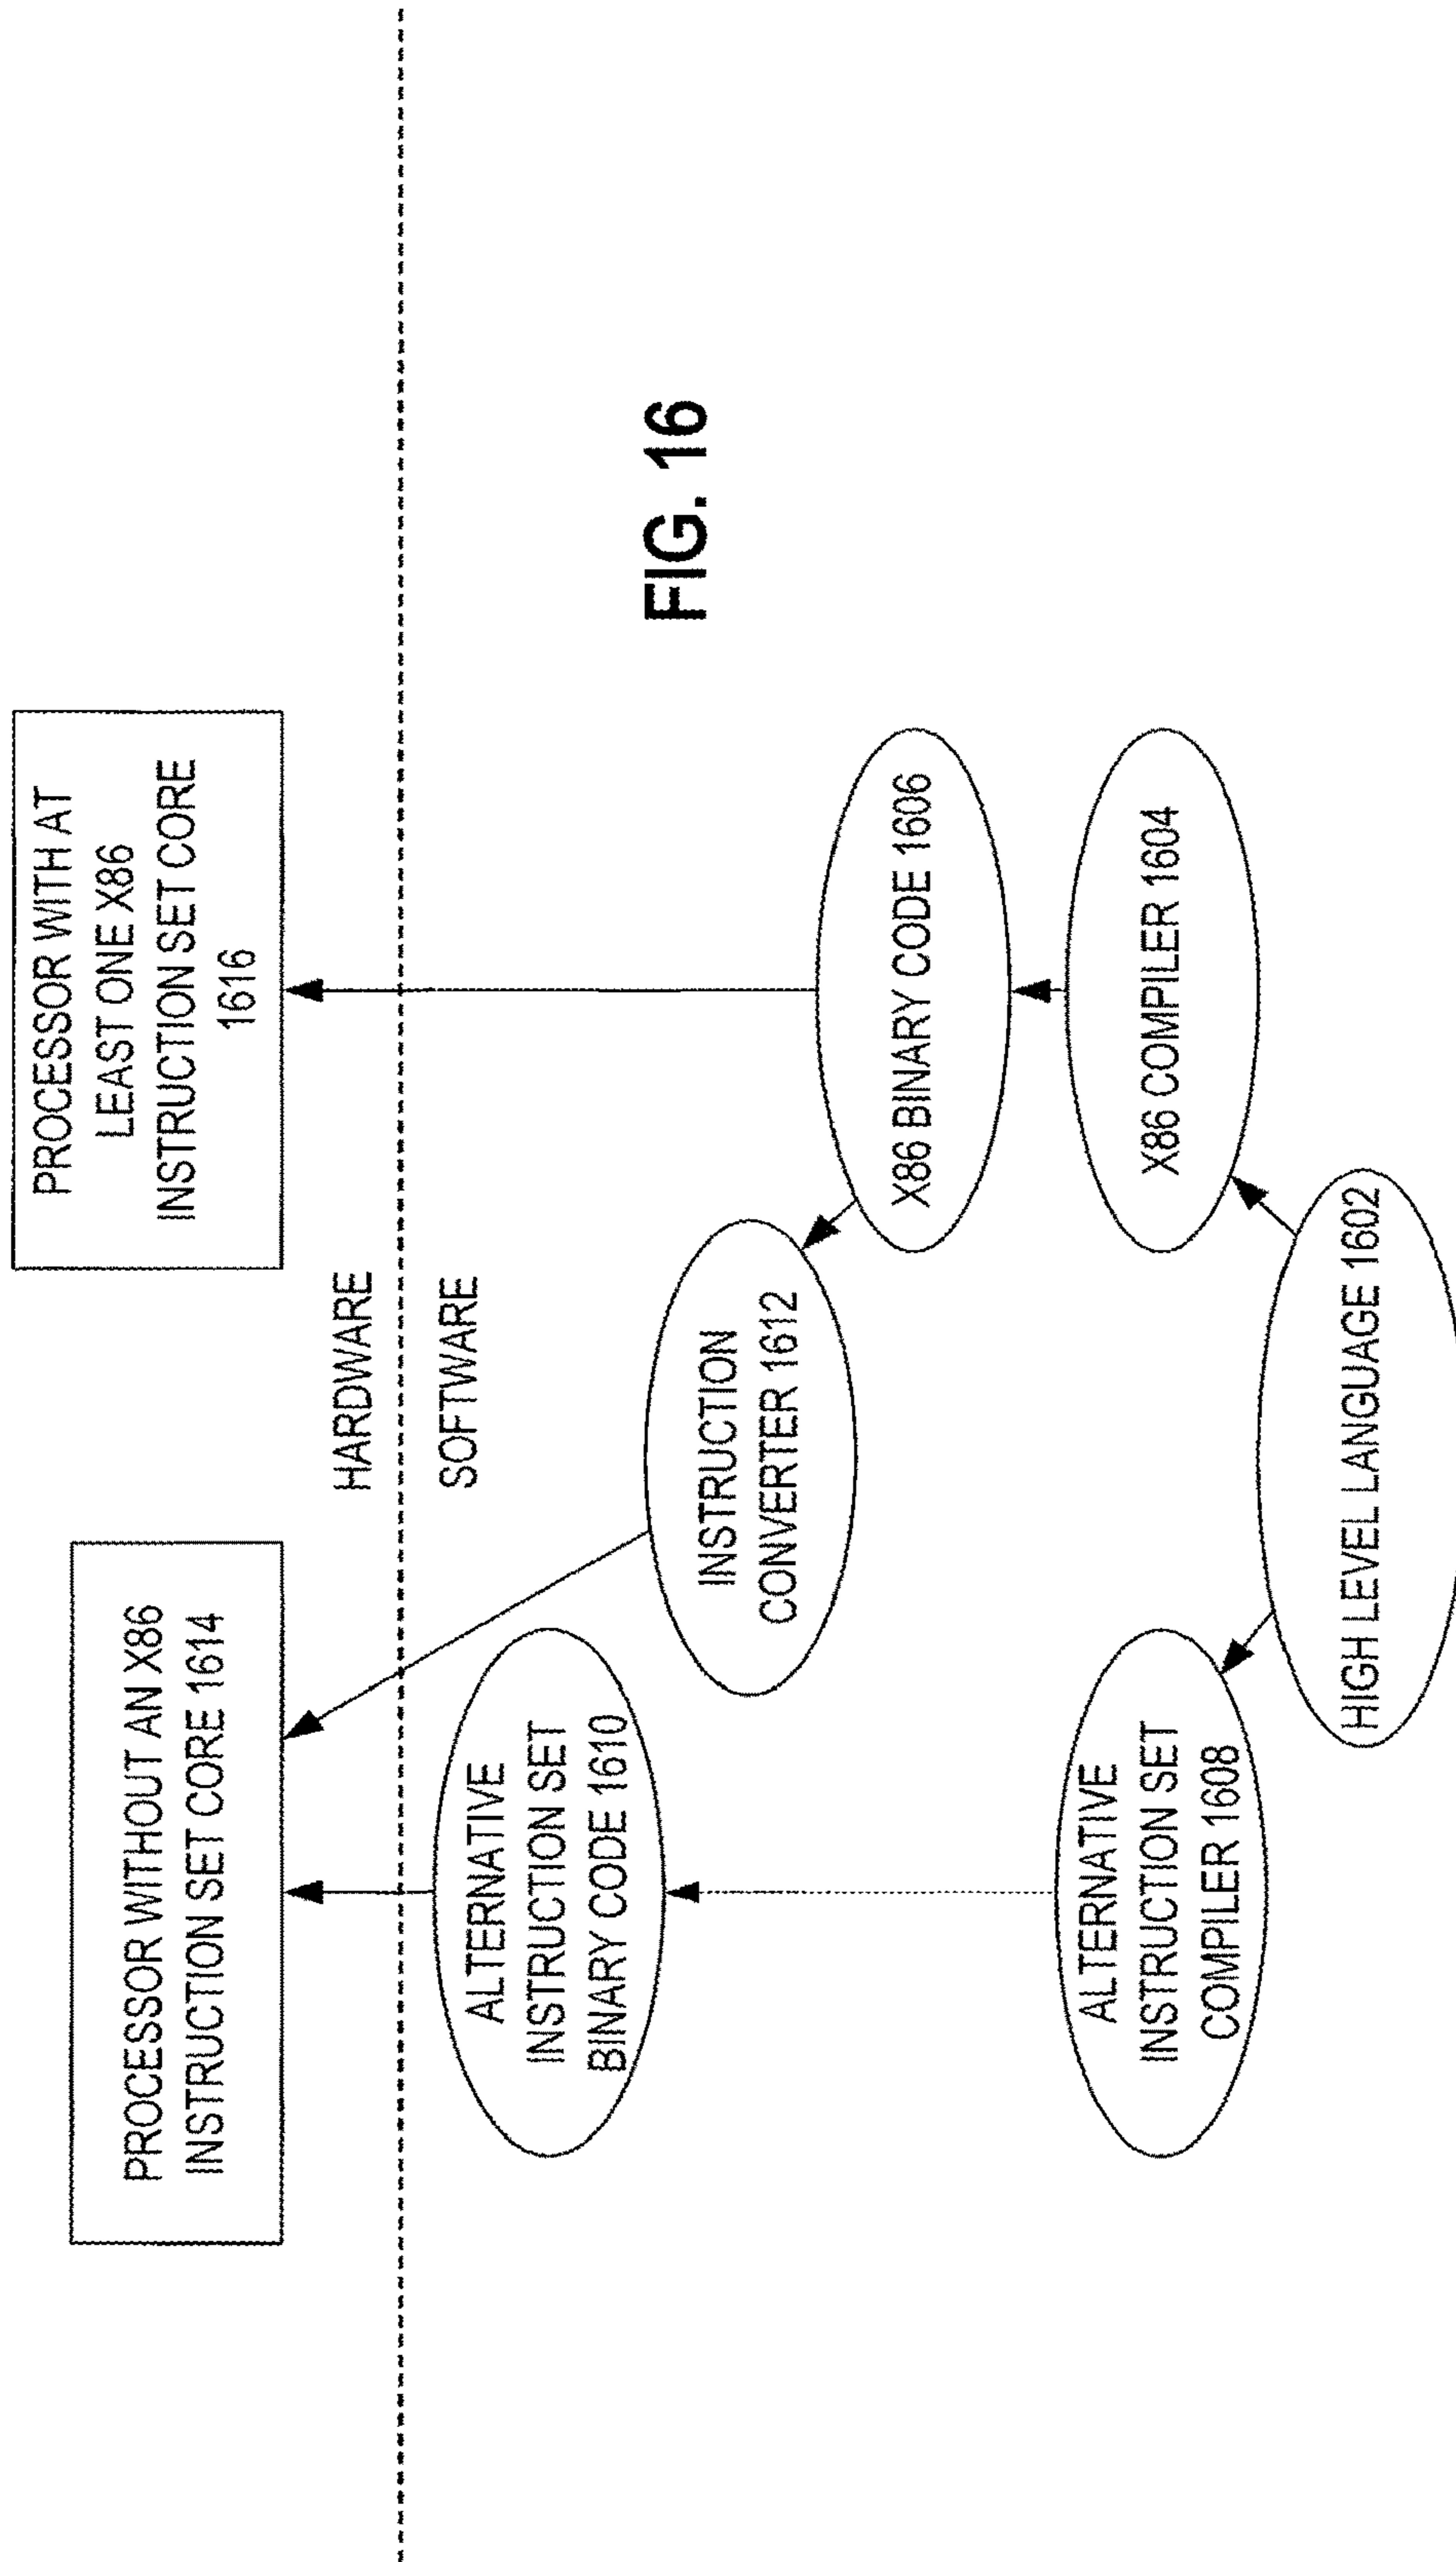 PROCESSOR WITHOUT AN X86
INSTRUCTION SET CORE 1614
PROCESSOR WITH AT
LEAST ONE X86
INSTRUCTION SET CORE
1616
HARDWARE
SOFTWARE
ALTERNATIVE
INSTRUCTION SET
BINARY CODE 1610
INSTRUCTION
CONVERTER 1612
FIG. 16
X86 BINARY CODE 1606
ALTERNATIVE
INSTRUCTION SET
COMPILER 1608
X86 COMPILER 1604
HIGH LEVEL LANGUAGE 1602